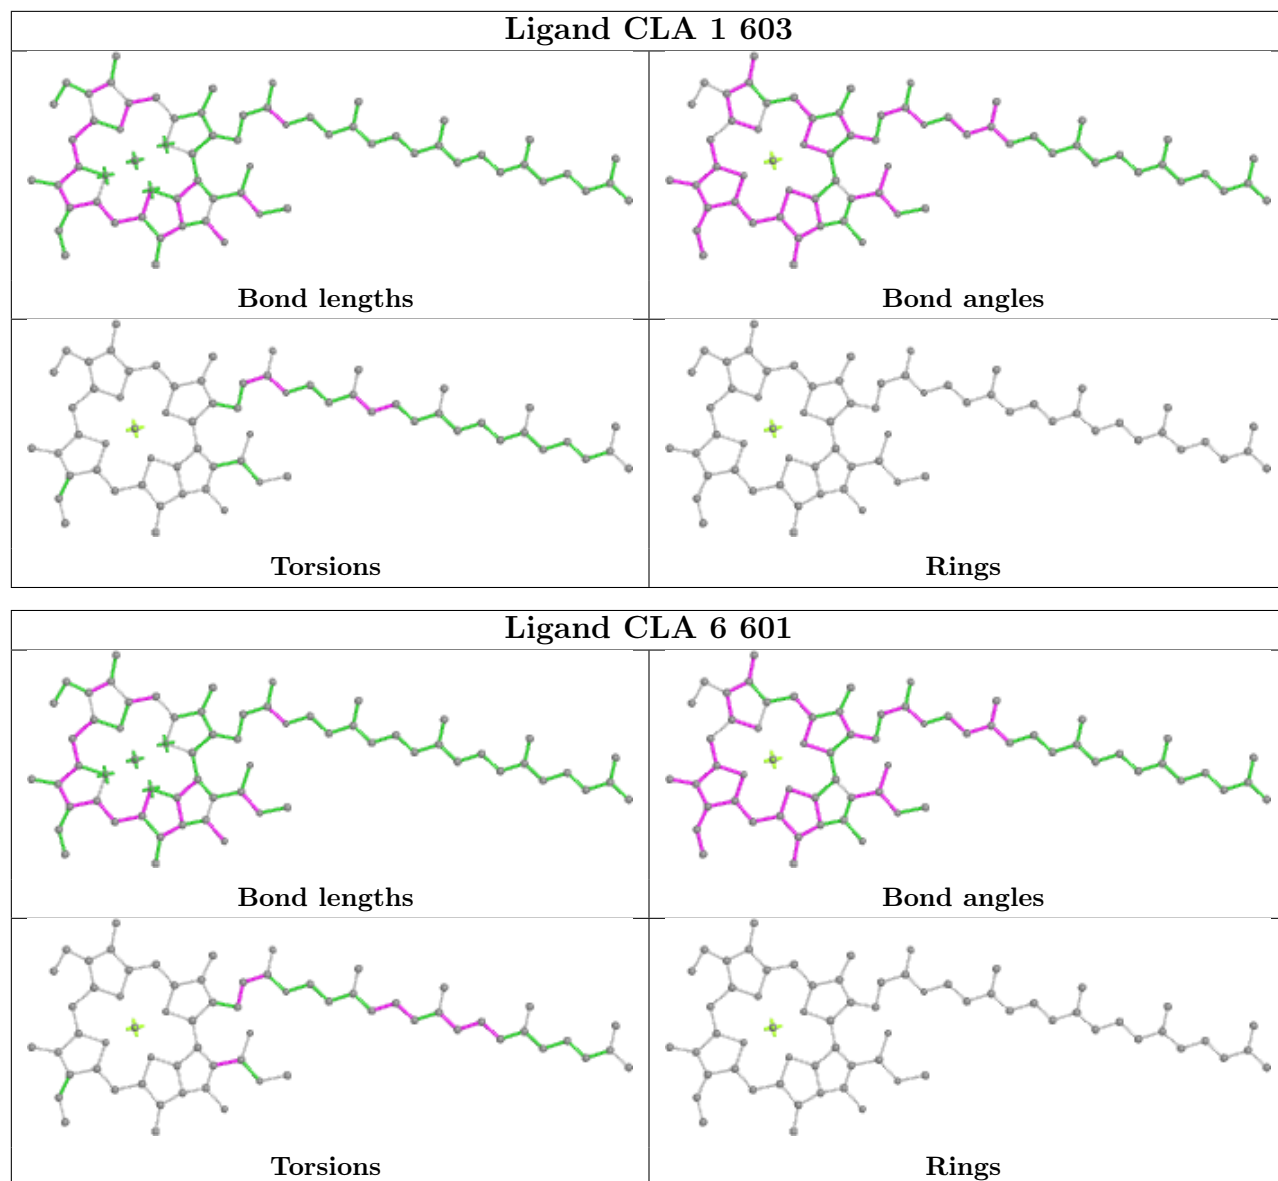 Ligand CLA 1 603
Bond lengths
Bond angles
Torsions
Rings
Ligand CLA 6 601
Bond lengths
Bond angles
Torsions
Rings